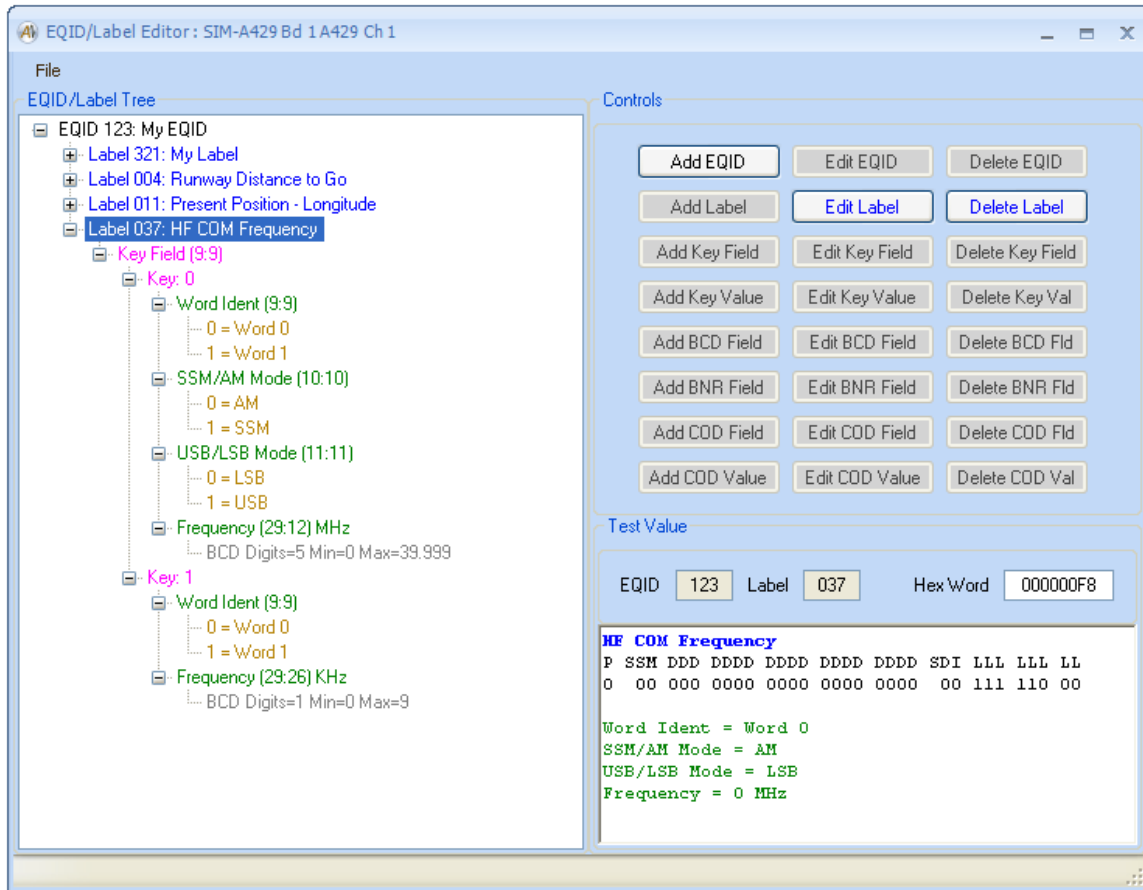 EQID/Label Editor : SIM-A429 Bd 1 A429 Ch 1
File
EQID/Label Tree
EQID 123: My EQID
Label 321: My Label
Label 004: Runway Distance to Go
Label 011: Present Position - Longitude
Label 037: HF COM Frequency
Key Field (9:9)
Key: 0
Word Ident (9:9)
0 = Word 0
1 = Word 1
SSM/AM Mode (10:10)
0 = AM
1 = SSM
USB/LSB Mode (11:11)
0 = LSB
1 = USB
Frequency (29:12) MHz
BCD Digits=5 Min=0 Max=39.999
Key: 1
Word Ident (9:9)
0 = Word 0
1 = Word 1
Frequency (29:26) KHz
BCD Digits=1 Min=0 Max=9
Controls
Add EQID Edit EQID Delete EQID
Add Label Edit Label Delete Label
Add Key Field Edit Key Field Delete Key Field
Add Key Value Edit Key Value Delete Key Val
Add BCD Field Edit BCD Field Delete BCD Fld
Add BNR Field Edit BNR Field Delete BNR Fld
Add COD Field Edit COD Field Delete COD Fld
Add COD Value Edit COD Value Delete COD Val
Test Value
EQID 123 Label 037 Hex Word 000000F8
HF COM Frequency
P SSM DDD DDDD DDDD DDDD DDDD SDI LLL LLL LL
0 00 000 0000 0000 0000 0000 00 111 110 00
Word Ident = Word 0
SSM/AM Mode = AM
USB/LSB Mode = LSB
Frequency = 0 MHz